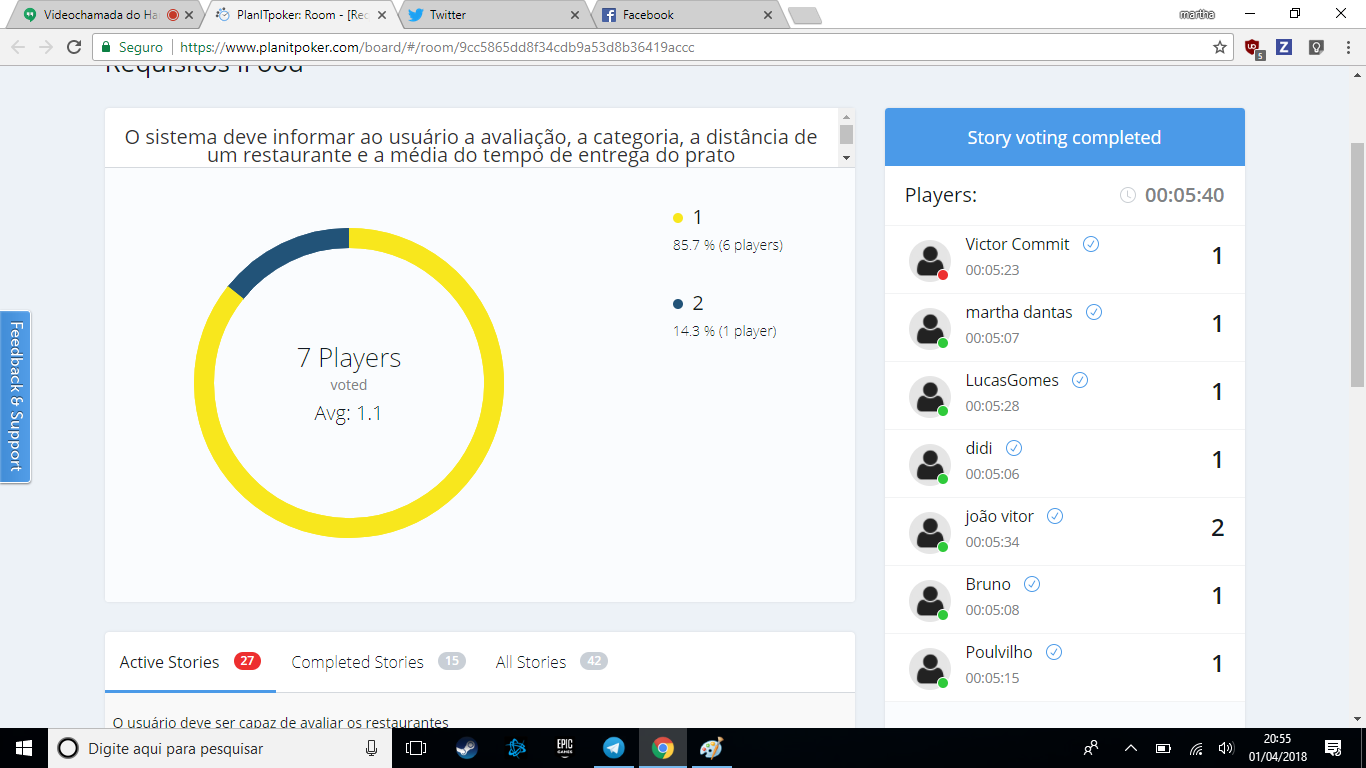 Videochamada do Ha
PlanITpoker: Room - [Req
Twitter
Facebook
martha
Seguro
https://www.planitpoker.com/board/#/room/9cc5865dd8f34cdb9a53d8b36419accc
5
Requisitos iFood
O sistema deve informar ao usuário a avaliação, a categoria, a distância de
um restaurante e a média do tempo de entrega do prato
1
85.7 % (6 players)
2
14.3 % (1 player)
7 Players
voted
Avg: 1.1
Feedback & Support
Story voting completed
Players:
00:05:40
Victor Commit
1
00:05:23
martha dantas
1
00:05:07
LucasGomes
1
00:05:28
didi
1
00:05:06
joão vitor
2
00:05:34
Bruno
1
00:05:08
Poulvilho
1
00:05:15
Active Stories 27
Completed Stories 15
All Stories 42
O usuário deve ser capaz de avaliar os restaurantes
Digite aqui para pesquisar
EPIC
GAMES
20:55
01/04/2018